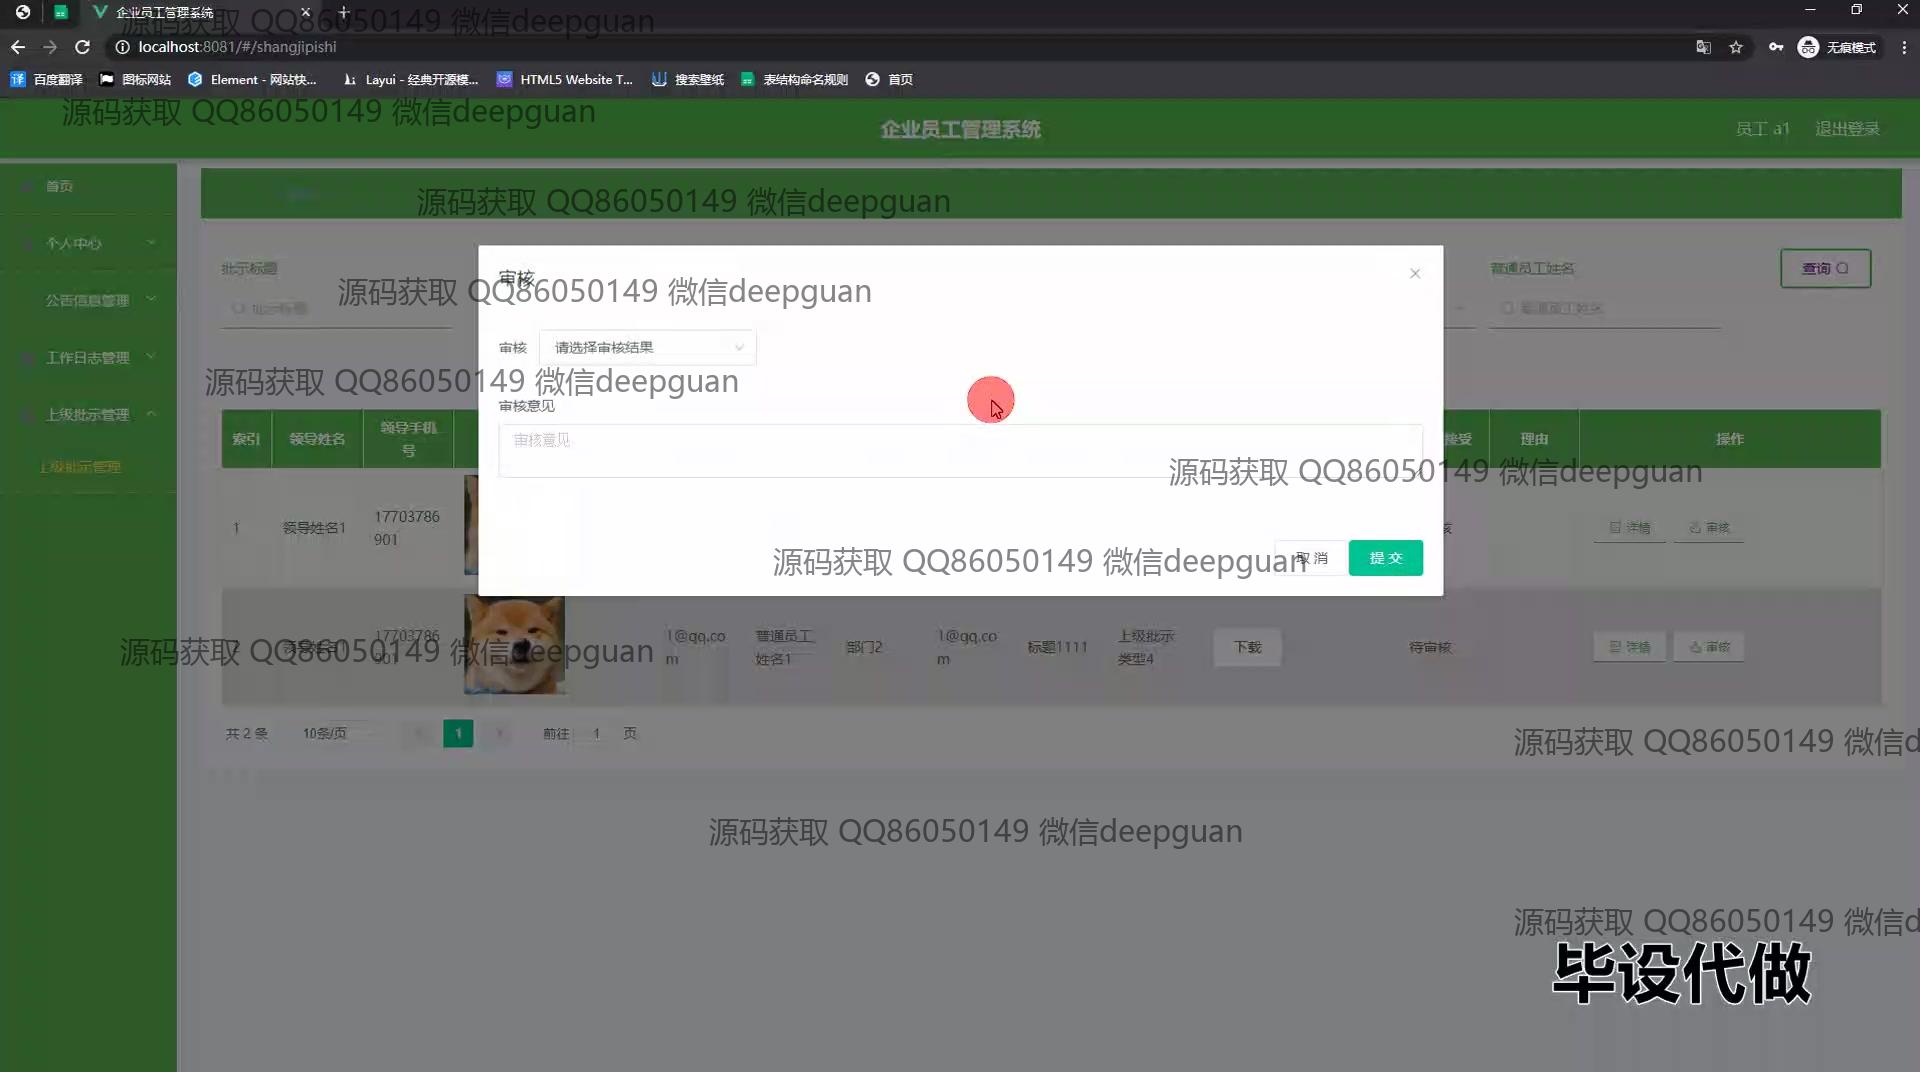 企业员工管理系统
localhost:8081/#/shangjipishi
无痕模式
百度翻译
图标网站
Element - 网站快...
Layui - 经典开源模...
HTML5 Website T...
搜索壁纸
表结构命名规则
首页
源码获取 QQ86050149 微信deepguan
源码获取 QQ86050149 微信deepguan
企业员工管理系统
员工 a1
退出登录
首页
源码获取 QQ86050149 微信deepguan
个人中心
公告信息管理
工作日志管理
上级批示管理
上级批示管理
批示标题
批示标题
普通员工姓名
普通员工姓名
查询
审核
源码获取 QQ86050149 微信deepguan
审核
请选择审核结果
源码获取 QQ86050149 微信deepguan
审核意见
审核意见
源码获取 QQ86050149 微信deepguan
取 消
提 交
源码获取 QQ86050149 微信deepguan
索引
领导姓名
领导手机
号
接受
理由
操作
1
领导姓名1
17703786
901
核
详情
审核
2
领导姓名1
17703786
901
1@qq.co
m
普通员工
姓名1
部门2
1@qq.co
m
标题1111
上级批示
类型4
下载
待审核
详情
审核
源码获取 QQ86050149 微信deepguan
共 2 条
10条/页
1
前往
1
页
源码获取 QQ86050149 微信d
源码获取 QQ86050149 微信deepguan
源码获取 QQ86050149 微信d
毕设代做